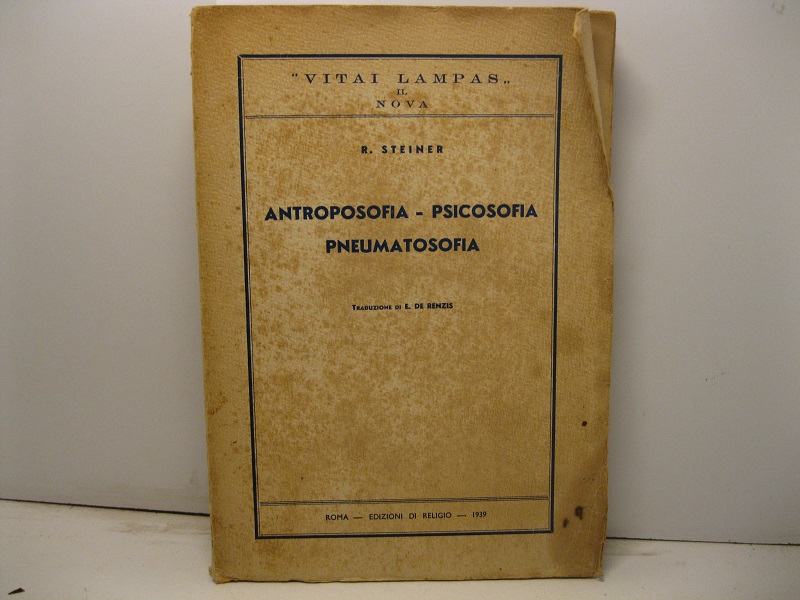 "VITAI LAMPAS„
II.
NOVA
R. STEINER
ANTROPOSOFIA - PSICOSOFIA
PNEUMATOSOFIA
TRADUZIONE DI E. DE RENZIS
ROMA — EDIZIONI DI RELIGIO — 1939